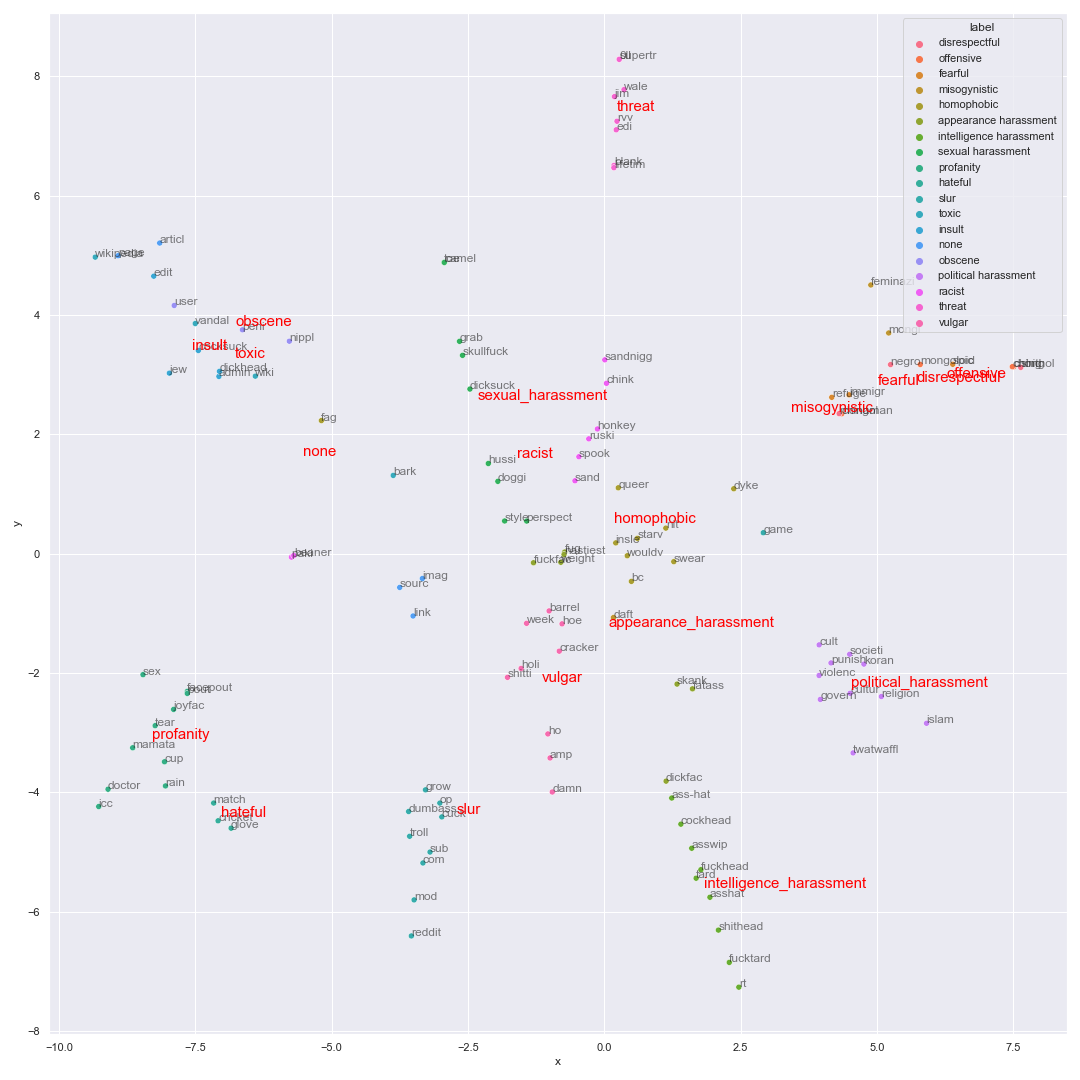 label
disrespectful
offensive
fearful
misogynistic
homophobic
appearance harassment
intelligence harassment
sexual harassment
profanity
hateful
slur
toxic
insult
none
obscene
political harassment
racist
threat
vulgar
8
wale
jim
threat
rvv
edi
6
articl
edit
user
feminazi
4
vandal
obscene
nippl
grab
skullfuck
sandnigg
insult
toxic
dickhead
jew
admin
wiki
dicksuck
chink
negro
fearful
disrespectful
offensive
immigr
refuge
sexual_harassment
misogynistic
fag
honkey
ruski
2
none
racist
spook
hussi
bark
doggi
sand
queer
dyke
style
perspect
homophobic
game
starv
y
0
weight
wouldv
swear
imag
sourc
bc
link
barrel
week
hoe
daft
appearance_harassment
cult
cracker
societi
punish
koran
holi
shitti
vulgar
violenc
−2
sex
skank
fatass
political_harassment
govern
cultur
religion
joyfac
tear
profanity
mamata
cup
ho
amp
islam
twatwaffl
doctor
rain
grow
damn
dickfac
−4
jcc
match
hateful
cricket
glove
op
dumbass
cuck
slur
ass-hat
cockhead
troll
sub
com
asswip
fuckhead
tard
intelligence_harassment
asshat
mod
−6
reddit
shithead
fucktard
rt
−8
−10.0
−7.5
−5.0
−2.5
0.0
2.5
5.0
7.5
x